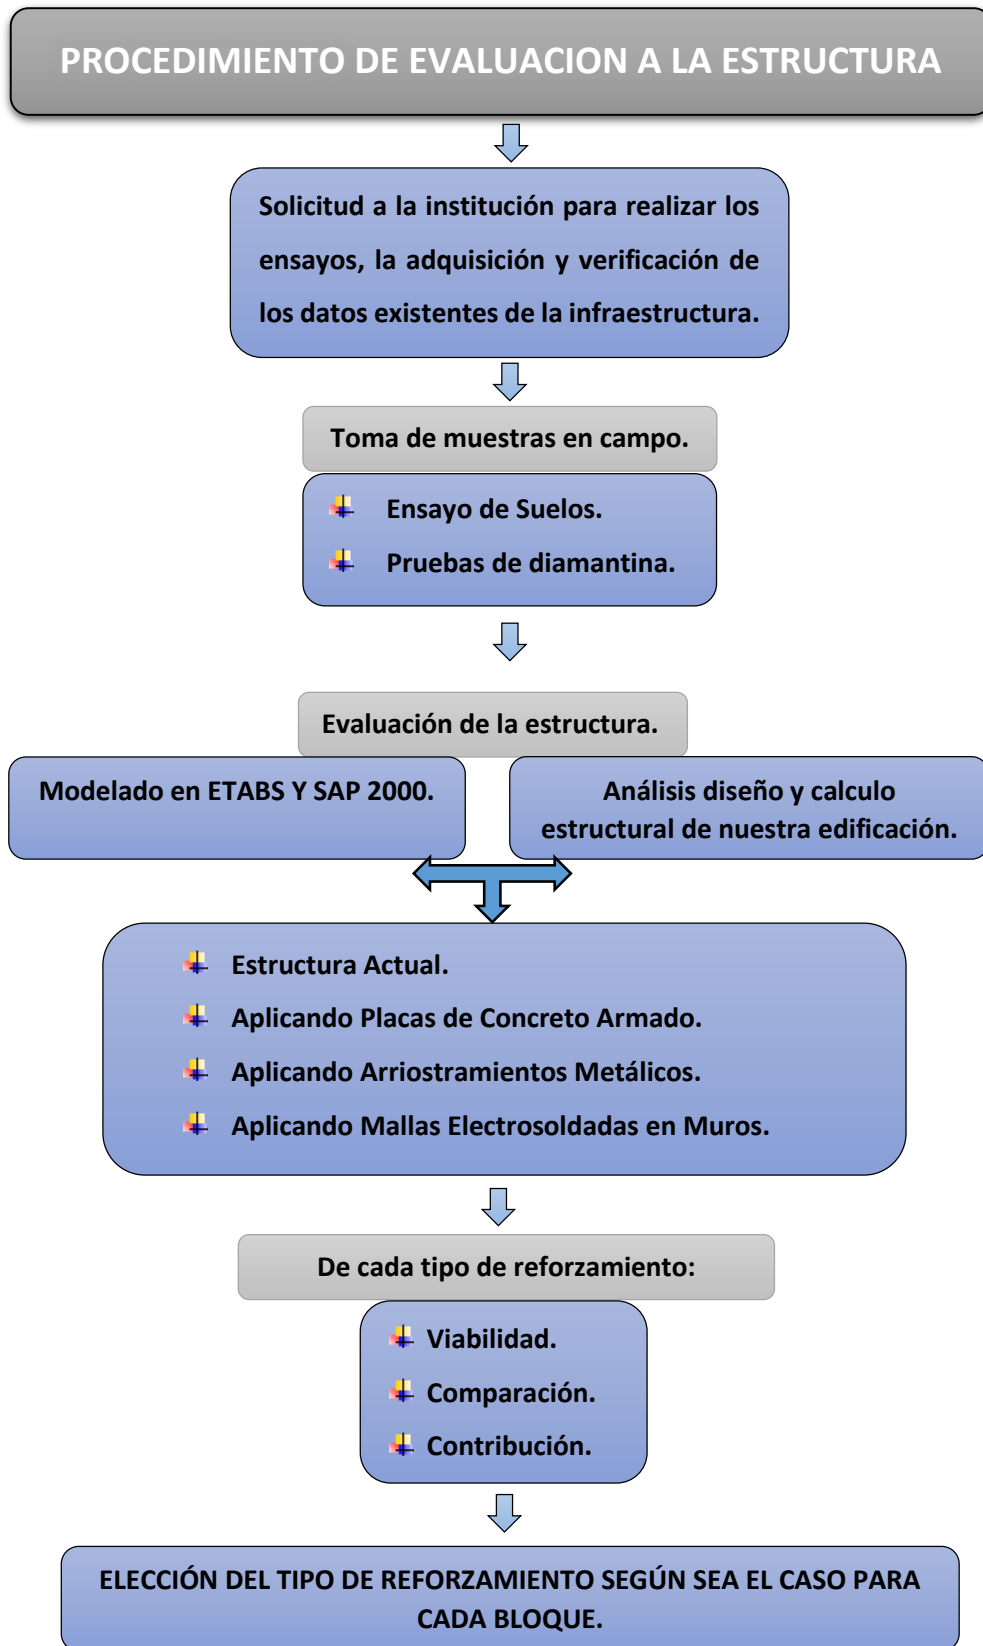 PROCEDIMIENTO DE EVALUACION A LA ESTRUCTURA
Solicitud a la institución para realizar los
ensayos, la adquisición y verificación de
los datos existentes de la infraestructura.
Toma de muestras en campo.
Ensayo de Suelos.
Pruebas de diamantina.
Evaluación de la estructura.
Modelado en ETABS Y SAP 2000.
Análisis diseño y calculo
estructural de nuestra edificación.
Estructura Actual.
Aplicando Placas de Concreto Armado.
Aplicando Arriostramientos Metálicos.
Aplicando Mallas Electrosoldadas en Muros.
De cada tipo de reforzamiento:
Viabilidad.
Comparación.
Contribución.
ELECCIÓN DEL TIPO DE REFORZAMIENTO SEGÚN SEA EL CASO PARA
CADA BLOQUE.